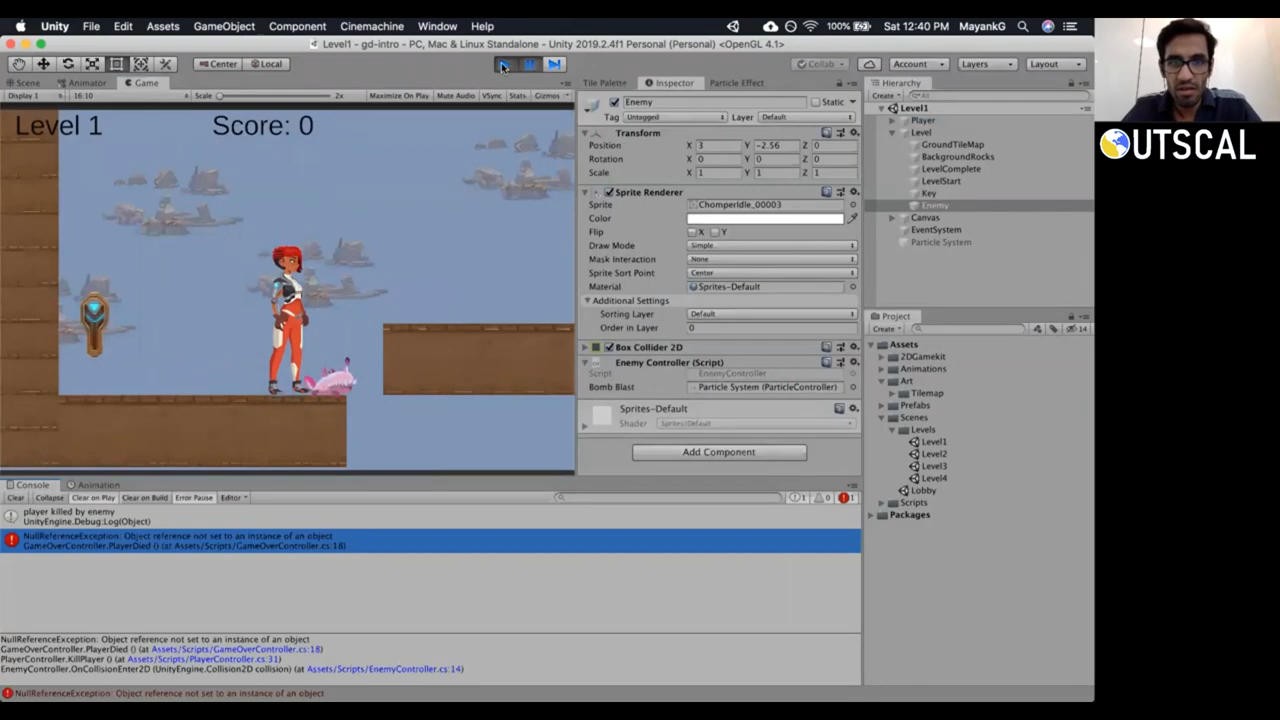 Unity File Edit Assets GameObject Component Cinemachine Window Help 100% Sat 12:40 PM MayankG
Level1 - gd-intro - PC, Mac & Linux Standalone - Unity 2019.2.4f1 Personal (Personal) <OpenGL 4.1>
Center Local Collab Account Layers Layout
Scene Animator Game
Display 1 16:10 Scale 2x Maximize On Play Mute Audio VSync Stats Gizmos
Level 1 Score: 0
Tile Palette Inspector Particle Effect
Enemy Static
Tag Untagged Layer Default
Transform
Position X 3 Y -2.56 Z 0
Rotation X 0 Y 0 Z 0
Scale X 1 Y 1 Z 1
Sprite Renderer
Sprite ChomperIdle_00003
Color
Flip X Y
Draw Mode Simple
Mask Interaction None
Sprite Sort Point Center
Material Sprites-Default
Additional Settings
Sorting Layer Default
Order in Layer 0
Box Collider 2D
Enemy Controller (Script)
Script EnemyController
Bomb Blast Particle System (ParticleController)
Sprites-Default
Shader Sprites/Default
Add Component
Hierarchy
Create All
Level1
Player
Level
GroundTileMap
BackgroundRocks
LevelComplete
LevelStart
Key
Enemy
Canvas
EventSystem
Particle System
Project
Create 14
Assets
2DGamekit
Animations
Art
Tilemap
Prefabs
Scenes
Levels
Level1
Level2
Level3
Level4
Lobby
Scripts
Packages
Console Animation
Clear Collapse Clear on Play Clear on Build Error Pause Editor 1 0 1
player killed by enemy
UnityEngine.Debug:Log(Object)
NullReferenceException: Object reference not set to an instance of an object
GameOverController.PlayerDied () (at Assets/Scripts/GameOverController.cs:18)
NullReferenceException: Object reference not set to an instance of an object
GameOverController.PlayerDied () (at Assets/Scripts/GameOverController.cs:18)
PlayerController.KillPlayer () (at Assets/Scripts/PlayerController.cs:31)
EnemyController.OnCollisionEnter2D (UnityEngine.Collision2D collision) (at Assets/Scripts/EnemyController.cs:14)
NullReferenceException: Object reference not set to an instance of an object
OUTSCAL